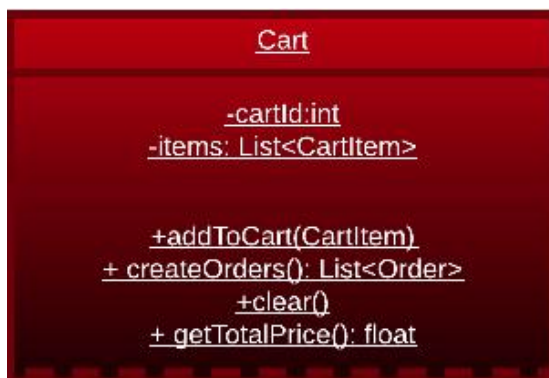 Cart
-cartId:int
-items: List<CartItem>
+addToCart(CartItem)
+ createOrders(): List<Order>
+clear()
+ getTotalPrice(): float